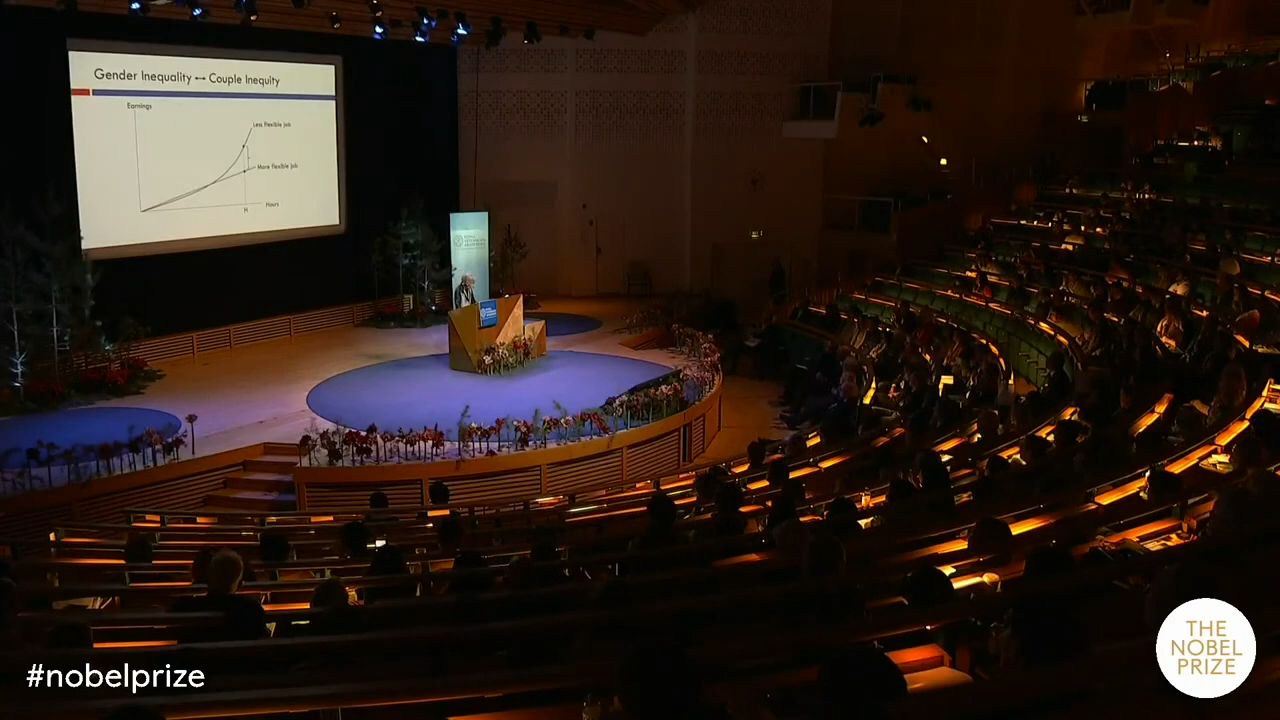 Gender Inequality ↔ Couple Inequity
Earnings
Less flexible job
More flexible job
Hours
H
#nobelprize
THE
NOBEL
PRIZE